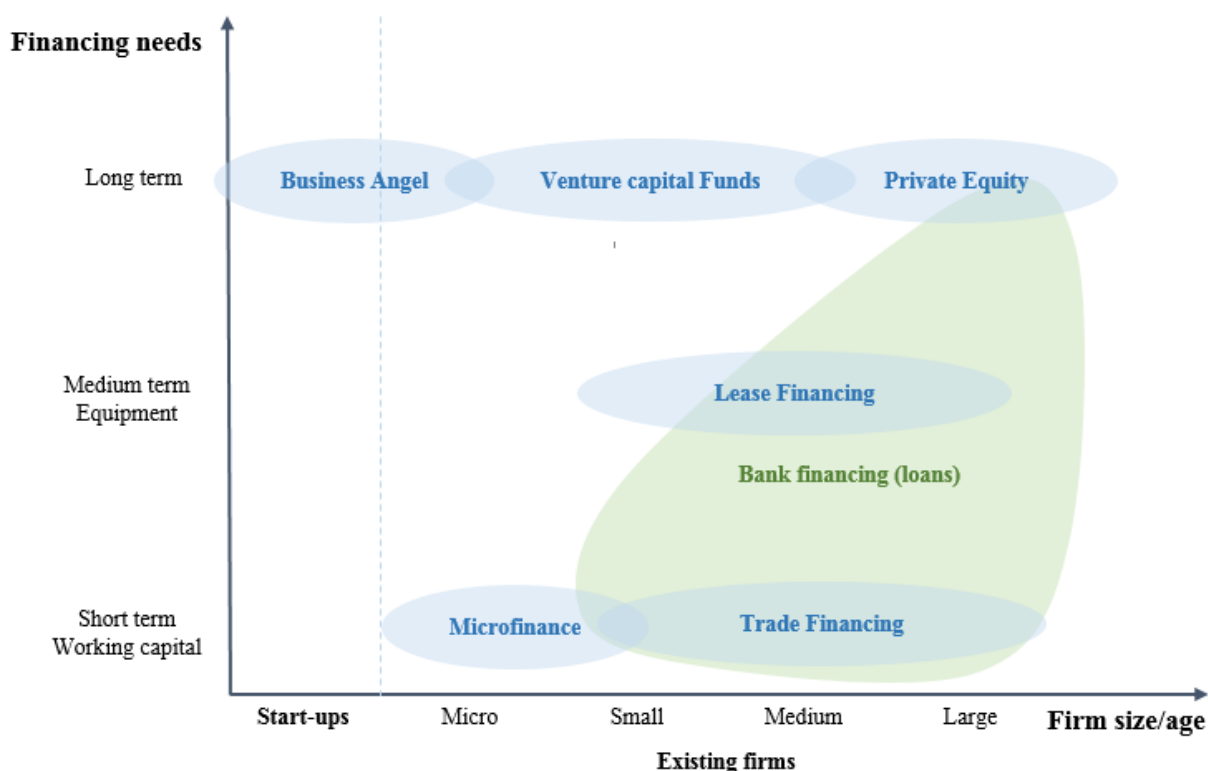 Financing needs
Long term
Business Angel
Venture capital Funds
Private Equity
Medium term
Equipment
Lease Financing
Bank financing (loans)
Short term
Working capital
Microfinance
Trade Financing
Start-ups
Micro
Small
Medium
Large
Firm size/age
Existing firms